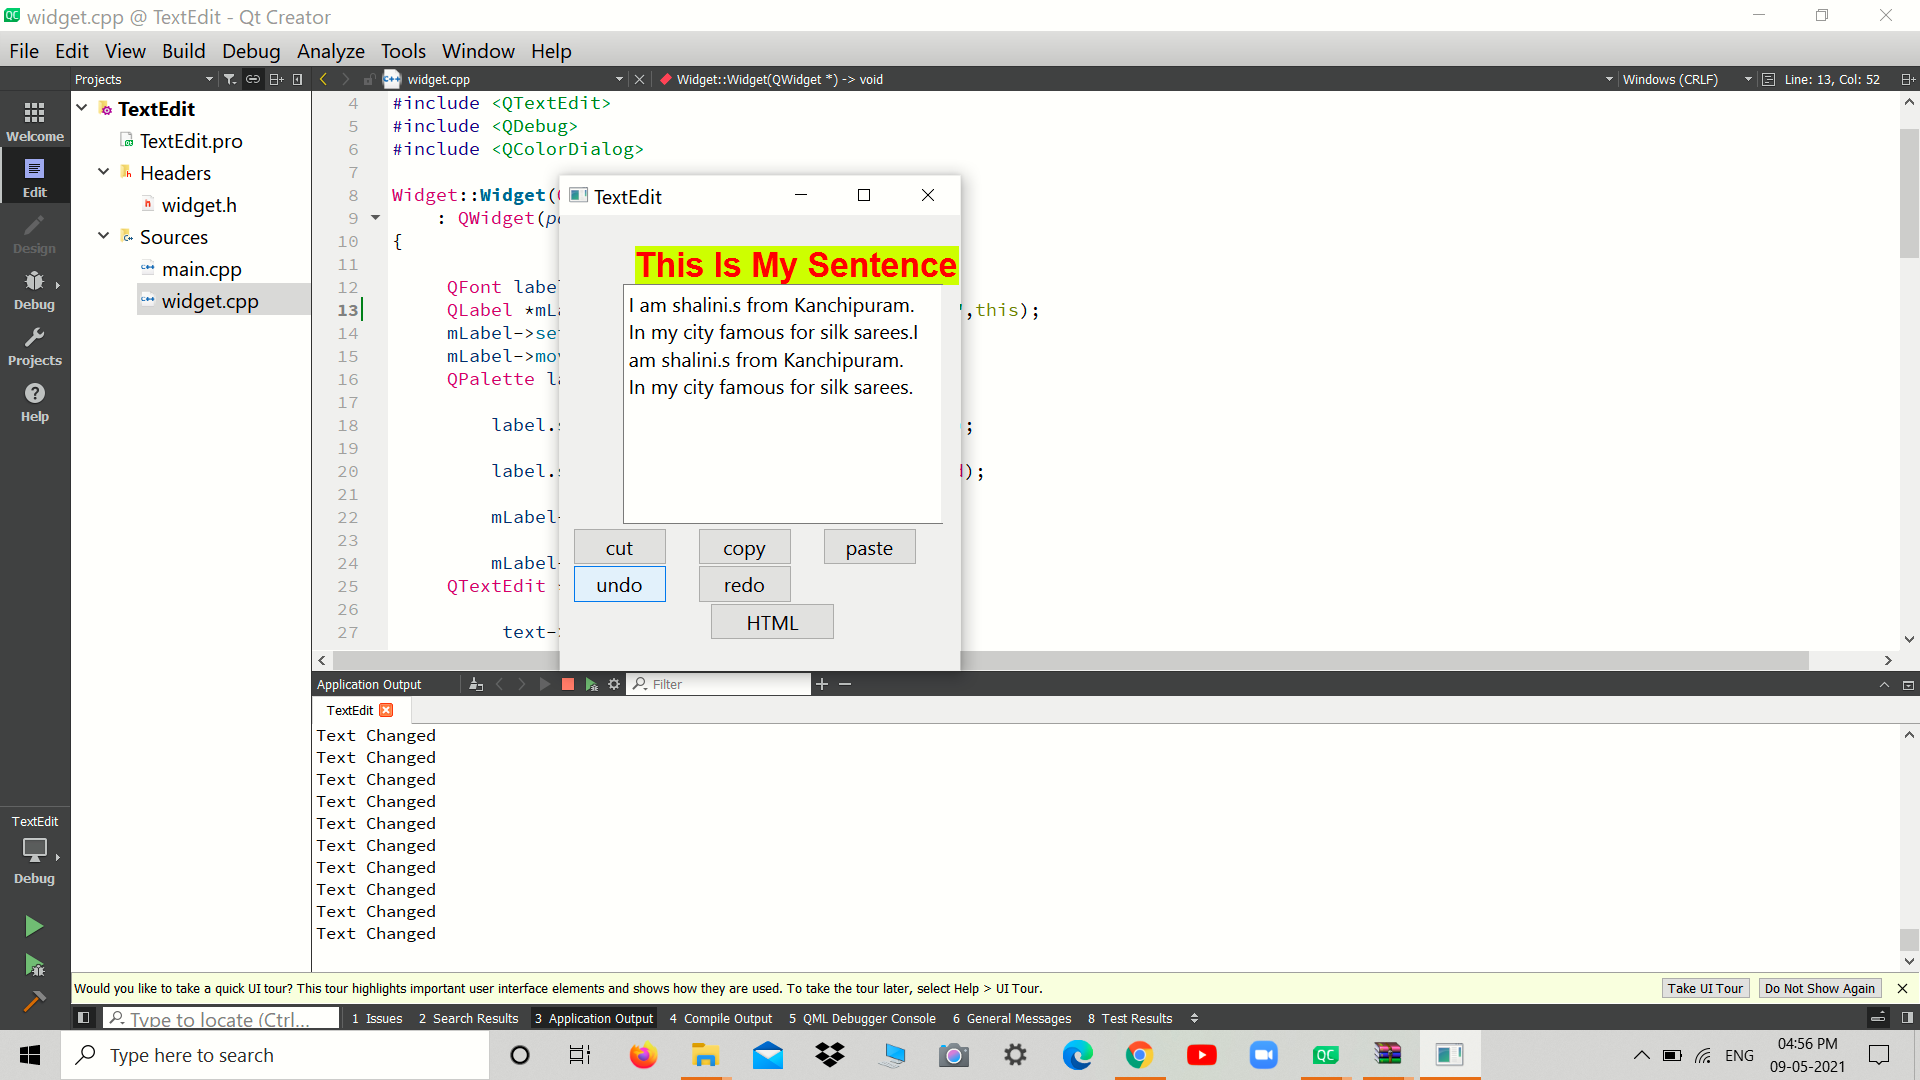 widget.cpp @ TextEdit - Qt Creator
File Edit View Build Debug Analyze Tools Window Help
Projects widget.cpp Widget::Widget(QWidget *) -> void Windows (CRLF) Line: 13, Col: 52
Welcome
Edit
Design
Debug
Projects
Help
TextEdit
Debug
TextEdit
TextEdit.pro
Headers
widget.h
Sources
main.cpp
widget.cpp
4 #include <QTextEdit>
5 #include <QDebug>
6 #include <QColorDialog>
7
8 Widget::Widget(
9 : QWidget(
10 {
11
12 QFont labe
13 QLabel *mL ",this);
14 mLabel->se
15 mLabel->mo
16 QPalette l
17
18 label. ;
19
20 label. );
21
22 mLabel
23
24 mLabel
25 QTextEdit
26
27 text-
TextEdit
This Is My Sentence
I am shalini.s from Kanchipuram.
In my city famous for silk sarees.I
am shalini.s from Kanchipuram.
In my city famous for silk sarees.
cut copy paste
undo redo
HTML
Application Output Filter
TextEdit
Text Changed
Text Changed
Text Changed
Text Changed
Text Changed
Text Changed
Text Changed
Text Changed
Text Changed
Text Changed
Would you like to take a quick UI tour? This tour highlights important user interface elements and shows how they are used. To take the tour later, select Help > UI Tour. Take UI Tour Do Not Show Again
Type to locate (Ctrl... 1 Issues 2 Search Results 3 Application Output 4 Compile Output 5 QML Debugger Console 6 General Messages 8 Test Results
Type here to search ENG 04:56 PM
09-05-2021